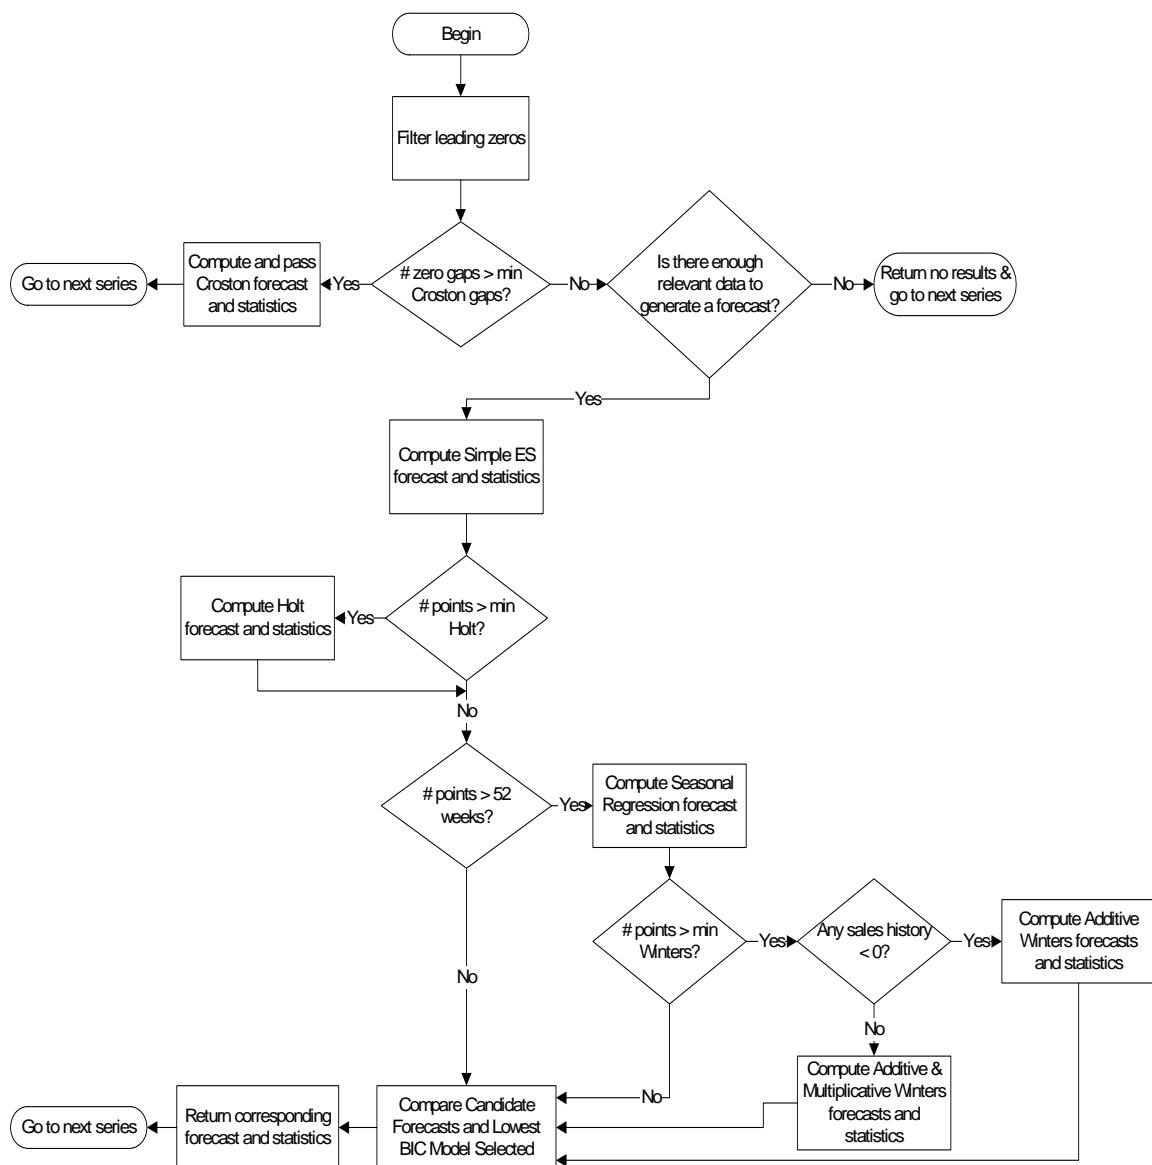 Begin
Filter leading zeros
Go to next series
Compute and pass
Croston forecast
and statistics
Yes
# zero gaps > min
Croston gaps?
No
Is there enough
relevant data to
generate a forecast?
No
Return no results &
go to next series
Yes
Compute Simple ES
forecast and statistics
Compute Holt
forecast and statistics
Yes
# points > min
Holt?
No
# points > 52
weeks?
Yes
Compute Seasonal
Regression forecast
and statistics
# points > min
Winters?
Yes
Any sales history
< 0?
Yes
Compute Additive
Winters forecasts
and statistics
No
No
No
Compute Additive &
Multiplicative Winters
forecasts and
statistics
Go to next series
Return corresponding
forecast and statistics
Compare Candidate
Forecasts and Lowest
BIC Model Selected